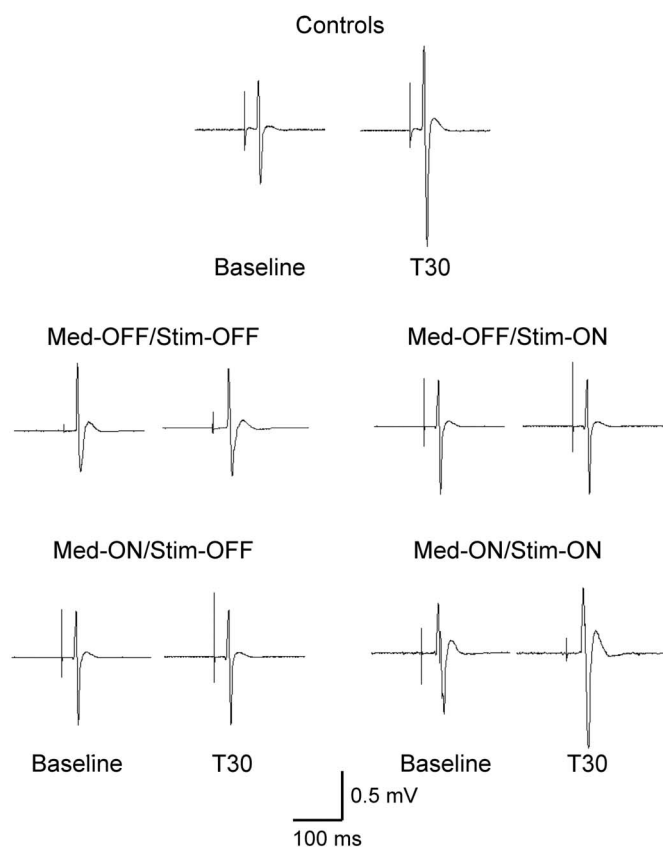 Controls
Baseline T30
Med-OFF/Stim-OFF Med-OFF/Stim-ON
Med-ON/Stim-OFF Med-ON/Stim-ON
Baseline T30 Baseline T30
0.5 mV
100 ms